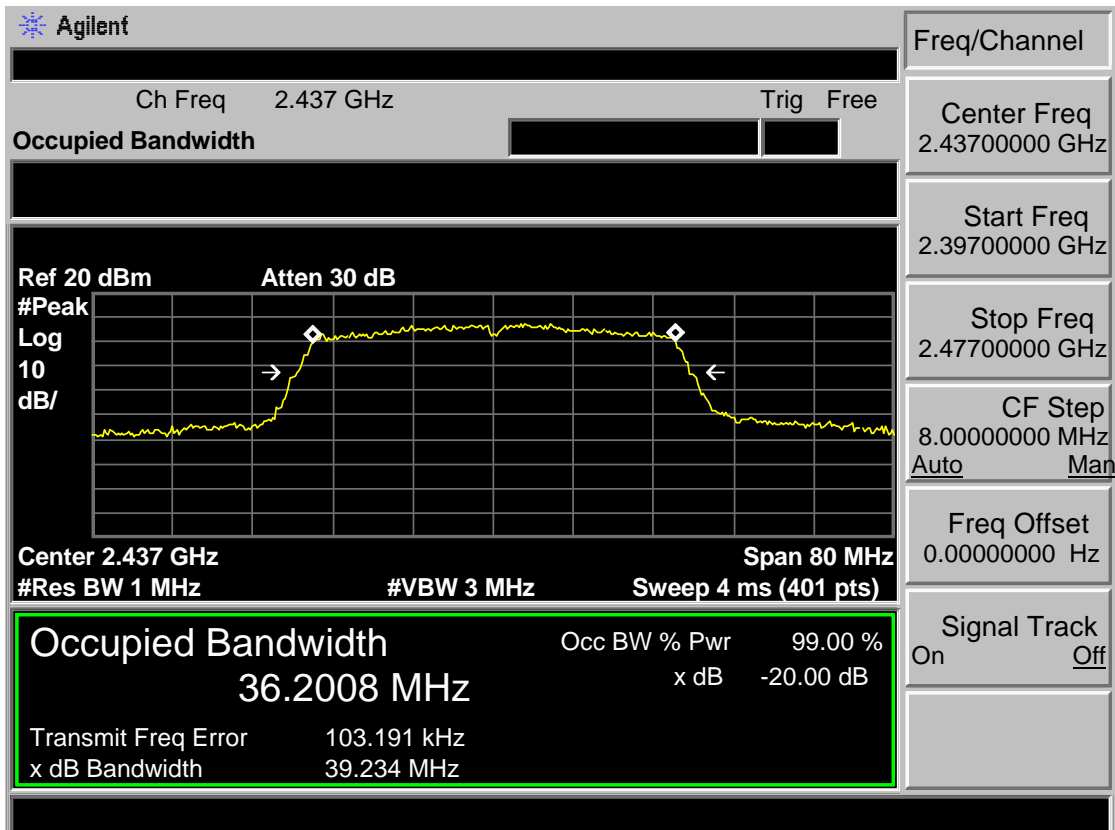 Agilent
Ch Freq 2.437 GHz Trig Free
Occupied Bandwidth
Ref 20 dBm Atten 30 dB
#Peak
Log
10
dB/
Center 2.437 GHz Span 80 MHz
#Res BW 1 MHz #VBW 3 MHz Sweep 4 ms (401 pts)
Occupied Bandwidth Occ BW % Pwr 99.00 %
36.2008 MHz x dB -20.00 dB
Transmit Freq Error 103.191 kHz
x dB Bandwidth 39.234 MHz
Freq/Channel
Center Freq
2.43700000 GHz
Start Freq
2.39700000 GHz
Stop Freq
2.47700000 GHz
CF Step
8.00000000 MHz
Auto Man
Freq Offset
0.00000000 Hz
Signal Track
On Off